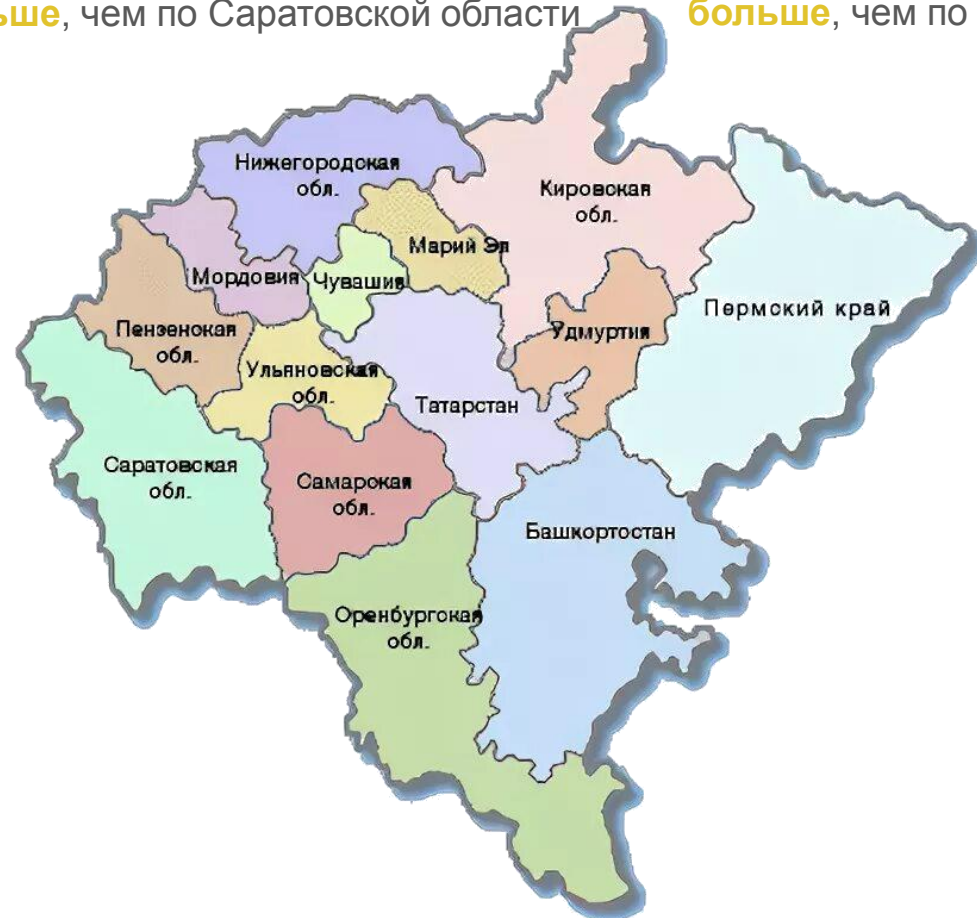 ьше, чем по Саратовской области
больше, чем по
Нижегородская
обл.
Кировская
обл.
Марий Эл
Мордовия
Чувашия
Пермский край
Пензенская
обл.
Удмуртия
Ульяновская
обл.
Татарстан
Саратовская
обл.
Самарская
обл.
Башкортостан
Оренбургская
обл.